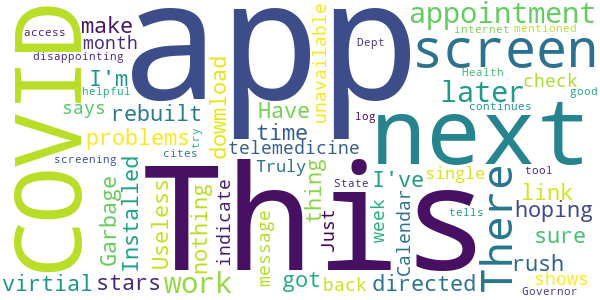 app
This
COVID
next
screen
appointment
There
later
work
access
make
month
disappointing
I'm
helpful
says
rebuilt
problems
download
unavailable
Dept
internet
mentioned
Health
check
continues
good
Have
time
telemedicine
log
try
cites
screening
Truly
State
I've
single
tool
link
hoping
Garbage
Installed
Useless
nothing
indicate
message
thing
Just
week
Calendar
tells
sure
rush
shows
Governor
virtial
stars
got
back
directed